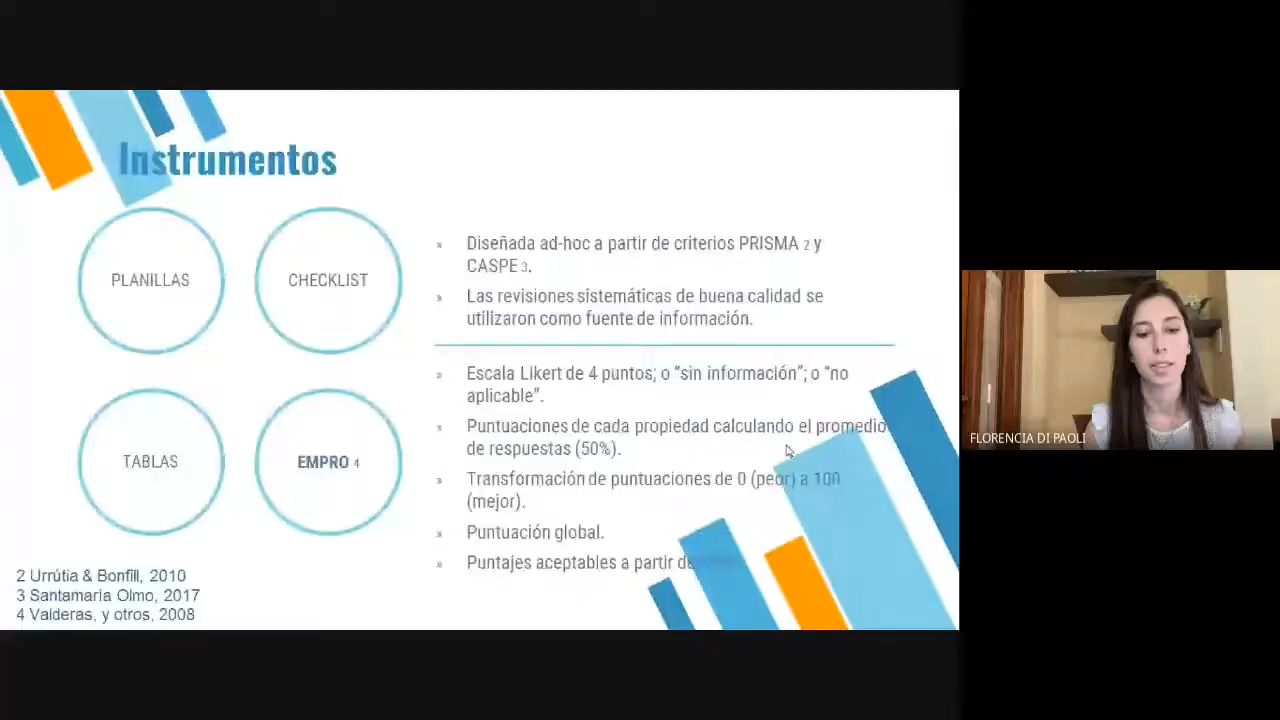 Instrumentos
PLANILLAS
CHECKLIST
TABLAS
EMPRO 4
» Diseñada ad-hoc a partir de criterios PRISMA 2 y
CASPE 3.
» Las revisiones sistemáticas de buena calidad se
utilizaron como fuente de información.
» Escala Likert de 4 puntos; o “sin información”; o “no
aplicable”.
» Puntuaciones de cada propiedad calculando el promedio
de respuestas (50%).
» Transformación de puntuaciones de 0 (peor) a 100
(mejor).
» Puntuación global.
» Puntajes aceptables a partir de
2 Urrútia & Bonfill, 2010
3 Santamaría Olmo, 2017
4 Valderas, y otros, 2008
FLORENCIA DI PAOLI